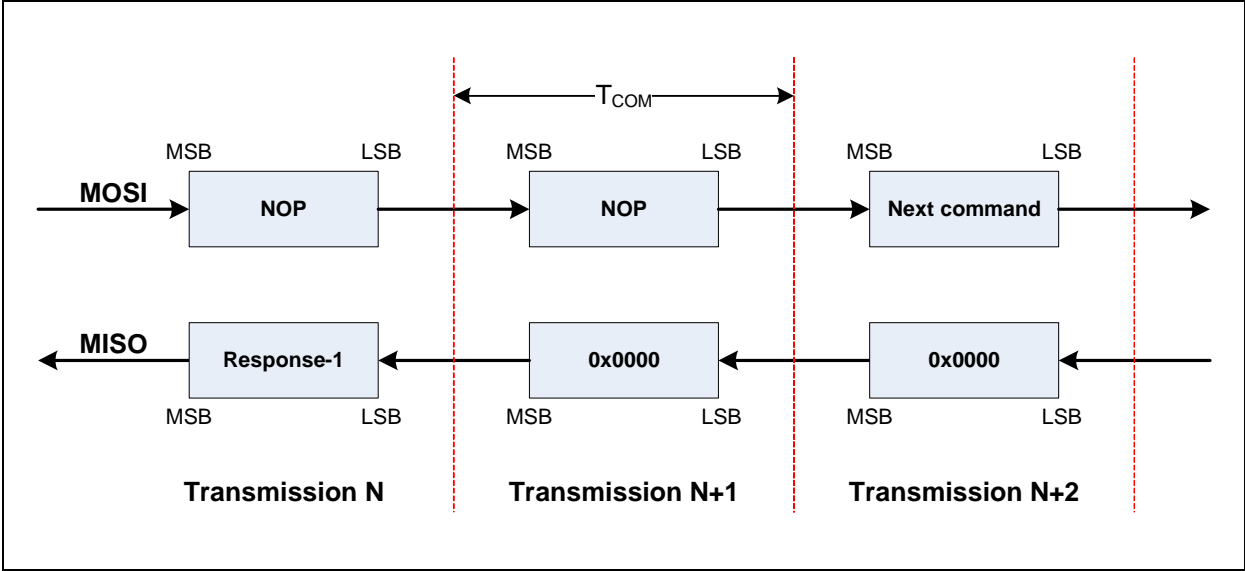 T_COM
MSB LSB MSB LSB MSB LSB
MOSI NOP NOP Next command
MISO Response-1 0x0000 0x0000
MSB LSB MSB LSB MSB LSB
Transmission N Transmission N+1 Transmission N+2